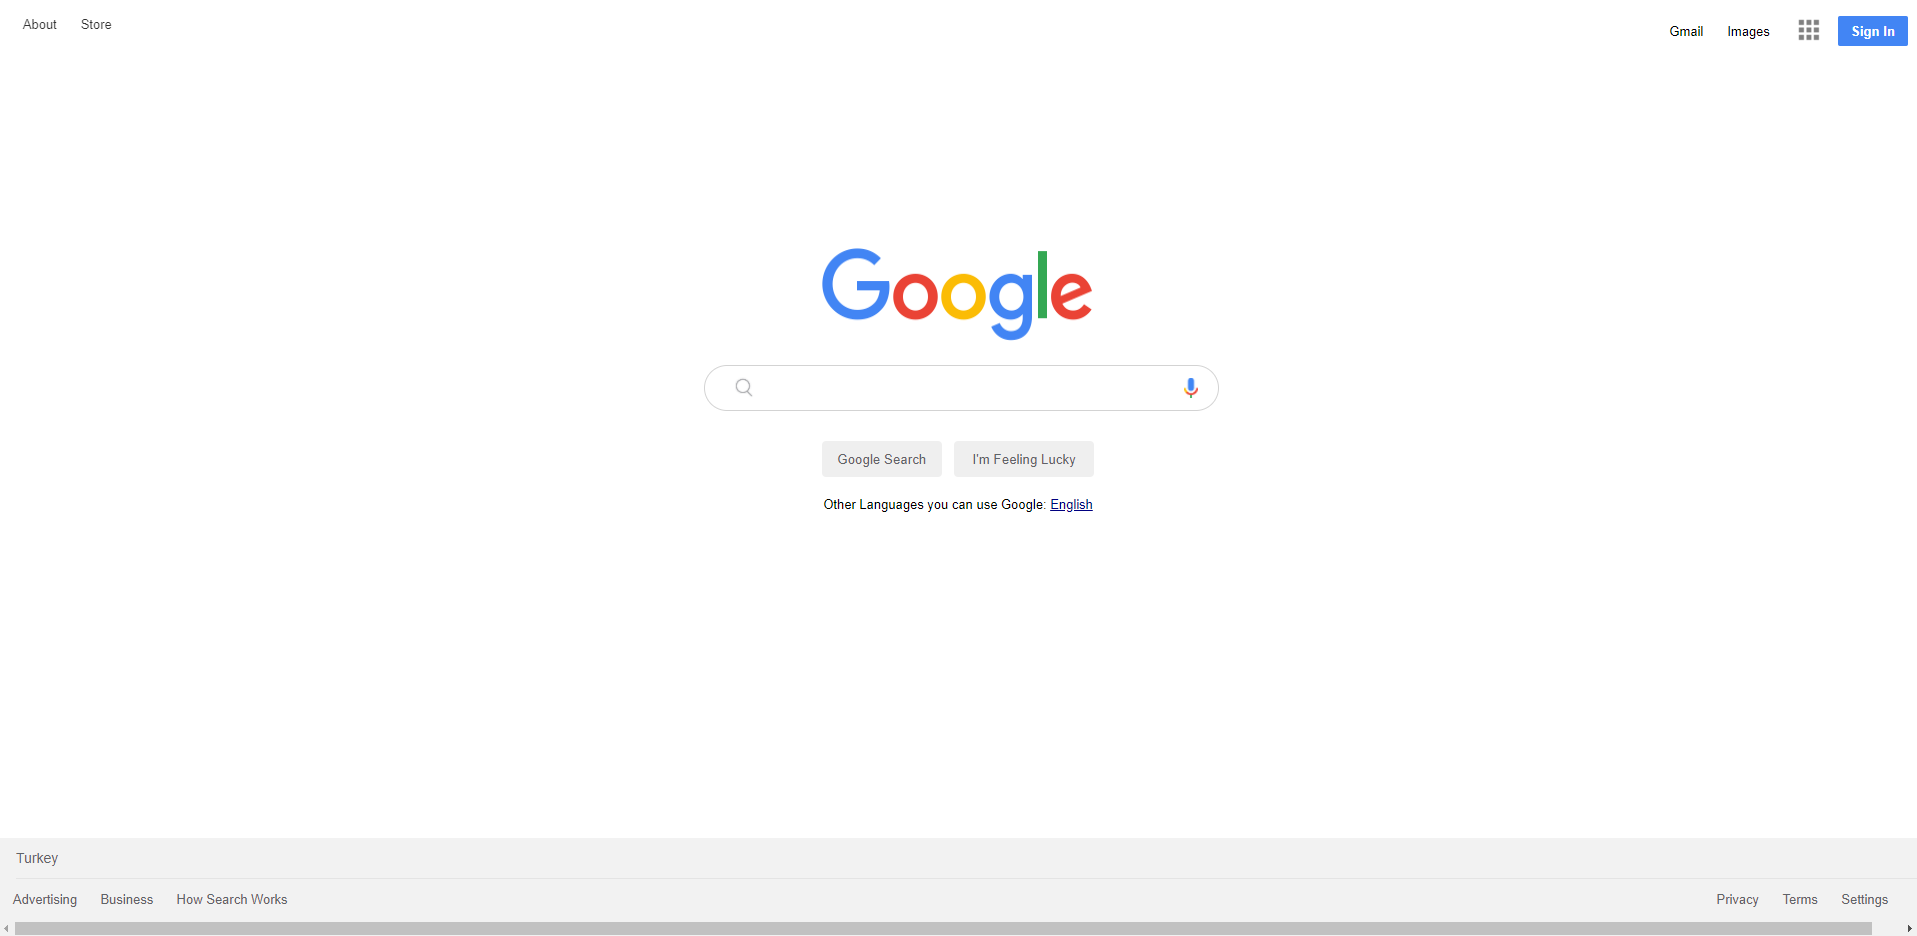 About Store
Gmail Images Sign In
Google
Google Search I'm Feeling Lucky
Other Languages you can use Google: English
Turkey
Advertising Business How Search Works Privacy Terms Settings